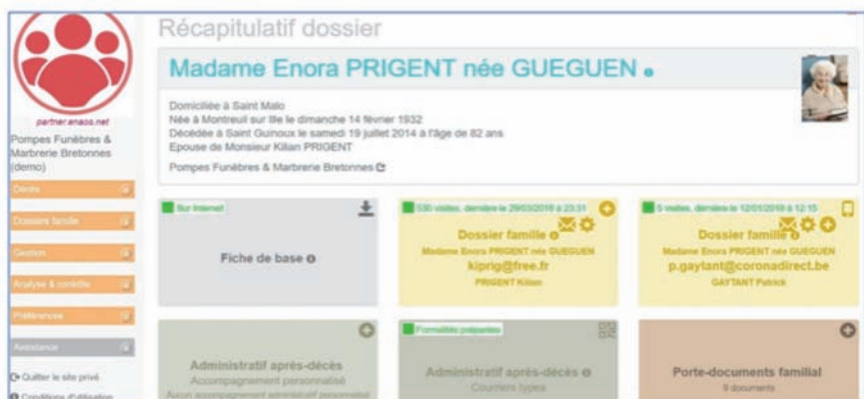 Récapitulatif dossier
Madame Enora PRIGENT née GUEGUEN
Domiciliée à Saint Malo
Née à Montreuil sur Ille le dimanche 14 février 1932
Décédée à Saint Guinoux le samedi 19 juillet 2014 à l'âge de 82 ans
Epouse de Monsieur Kilian PRIGENT
Pompes Funèbres & Marbrerie Bretonnes
partner.enaos.net
Pompes Funèbres &
Marbrerie Bretonnes
(demo)
Décès
Dossiers famille
Gestion
Analyse & contrôle
Préférences
Assistance
Quitter le site privé
Conditions d'utilisation
Sur Internet
Fiche de base
530 visites, dernière le 29/03/2018 à 23:31
Dossier famille
Madame Enora PRIGENT née GUEGUEN
kiprig@free.fr
PRIGENT Kilian
5 visites, dernière le 12/01/2018 à 12:15
Dossier famille
Madame Enora PRIGENT née GUEGUEN
p.gaytant@coronadirect.be
GAYTANT Patrick
Administratif après-décès
Accompagnement personnalisé
Aucun accompagnement administratif personnalisé
Formalités préparées
Administratif après-décès
Courriers types
Porte-documents familial
9 documents